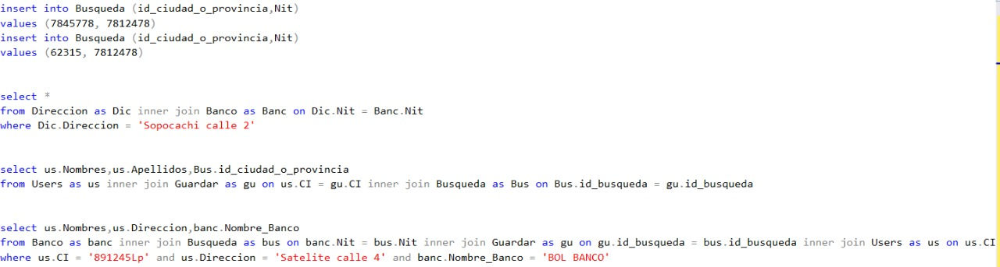 insert into Busqueda (id_ciudad_o_provincia,Nit)
values (7845778, 7812478)
insert into Busqueda (id_ciudad_o_provincia,Nit)
values (62315, 7812478)
select *
from Direccion as Dic inner join Banco as Banc on Dic.Nit = Banc.Nit
where Dic.Direccion = 'Sopocachi calle 2'
select us.Nombres,us.Apellidos,Bus.id_ciudad_o_provincia
from Users as us inner join Guardar as gu on us.CI = gu.CI inner join Busqueda as Bus on Bus.id_busqueda = gu.id_busqueda
select us.Nombres,us.Direccion,banc.Nombre_Banco
from Banco as banc inner join Busqueda as bus on banc.Nit = bus.Nit inner join Guardar as gu on gu.id_busqueda = bus.id_busqueda inner join Users as us on us.CI
where us.CI = '891245Lp' and us.Direccion = 'Satelite calle 4' and banc.Nombre_Banco = 'BOL BANCO'